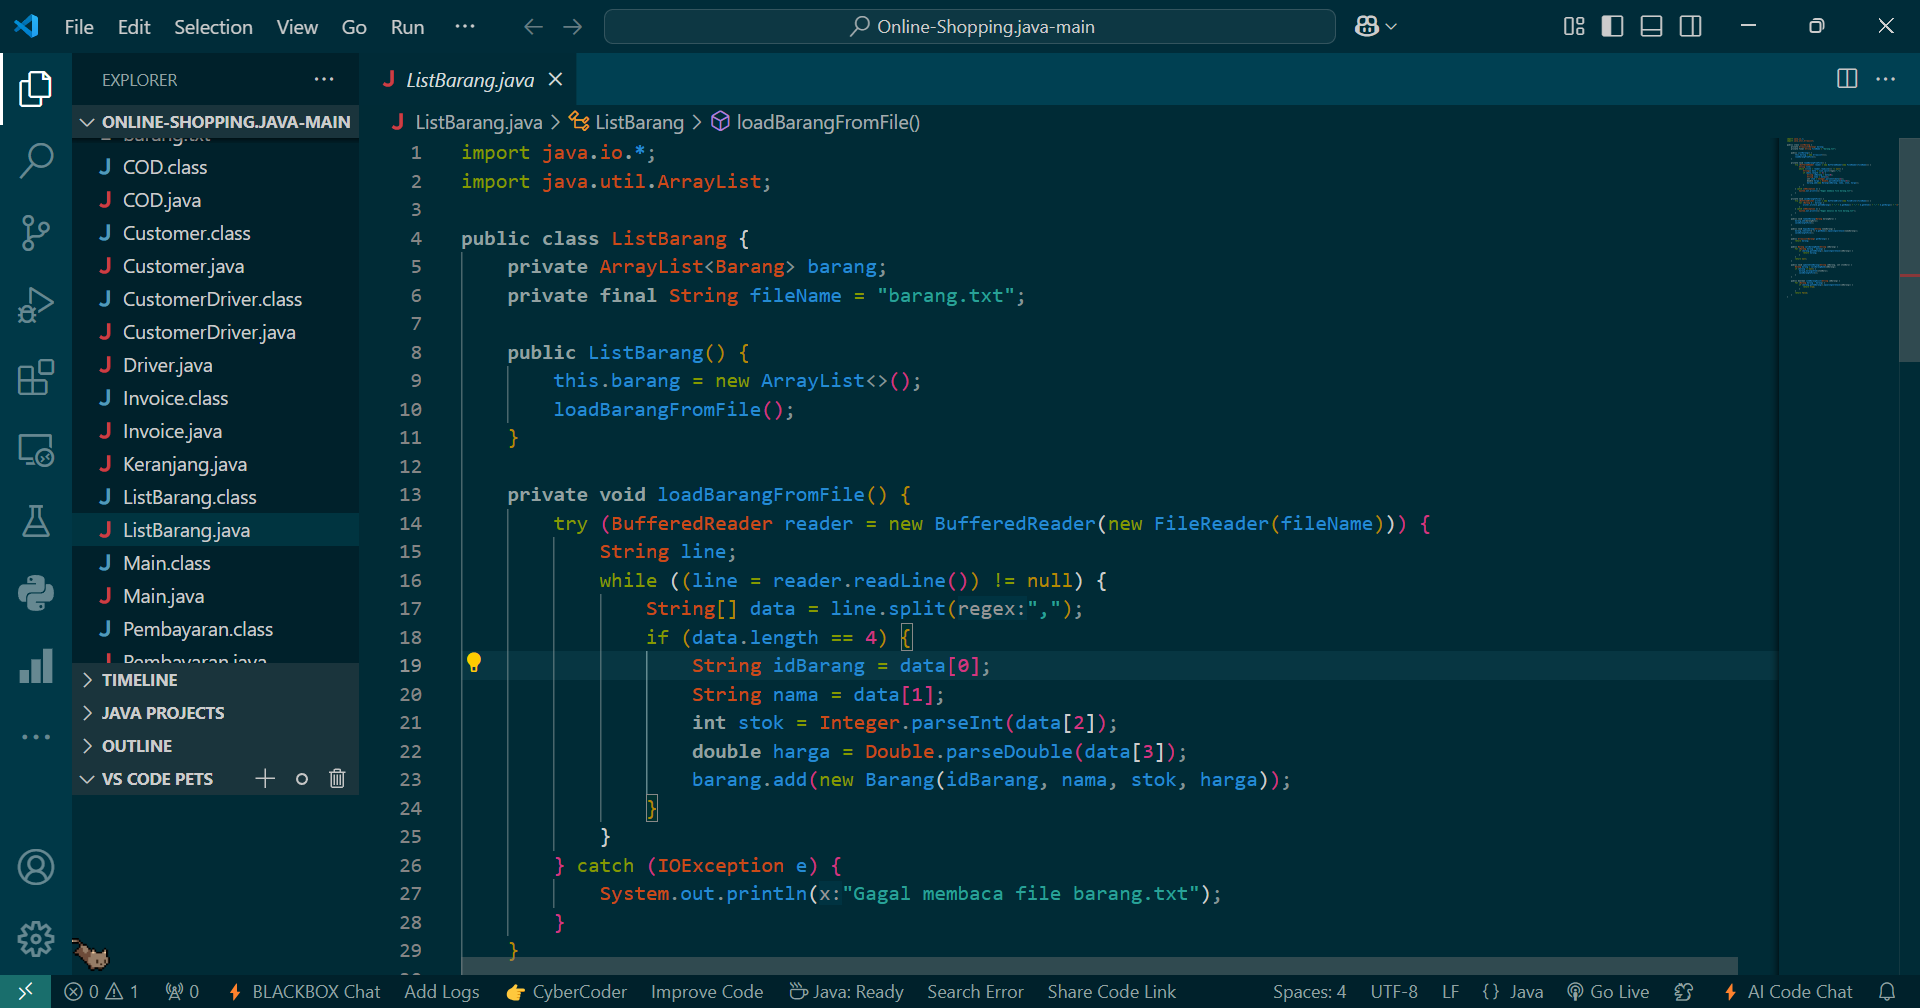 File Edit Selection View Go Run ··· Online-Shopping.java-main
EXPLORER ···
ONLINE-SHOPPING.JAVA-MAIN
barang.txt
COD.class
COD.java
Customer.class
Customer.java
CustomerDriver.class
CustomerDriver.java
Driver.java
Invoice.class
Invoice.java
Keranjang.java
ListBarang.class
ListBarang.java
Main.class
Main.java
Pembayaran.class
Pembayaran.java
TIMELINE
JAVA PROJECTS
OUTLINE
VS CODE PETS
ListBarang.java
ListBarang.java > ListBarang > loadBarangFromFile()
1 import java.io.*;
2 import java.util.ArrayList;
3
4 public class ListBarang {
5 private ArrayList<Barang> barang;
6 private final String fileName = "barang.txt";
7
8 public ListBarang() {
9 this.barang = new ArrayList<>();
10 loadBarangFromFile();
11 }
12
13 private void loadBarangFromFile() {
14 try (BufferedReader reader = new BufferedReader(new FileReader(fileName))) {
15 String line;
16 while ((line = reader.readLine()) != null) {
17 String[] data = line.split(regex:",");
18 if (data.length == 4) {
19 String idBarang = data[0];
20 String nama = data[1];
21 int stok = Integer.parseInt(data[2]);
22 double harga = Double.parseDouble(data[3]);
23 barang.add(new Barang(idBarang, nama, stok, harga));
24 }
25 }
26 } catch (IOException e) {
27 System.out.println(x:"Gagal membaca file barang.txt");
28 }
29 }
0 1 0 BLACKBOX Chat Add Logs CyberCoder Improve Code Java: Ready Search Error Share Code Link Spaces: 4 UTF-8 LF {} Java Go Live AI Code Chat